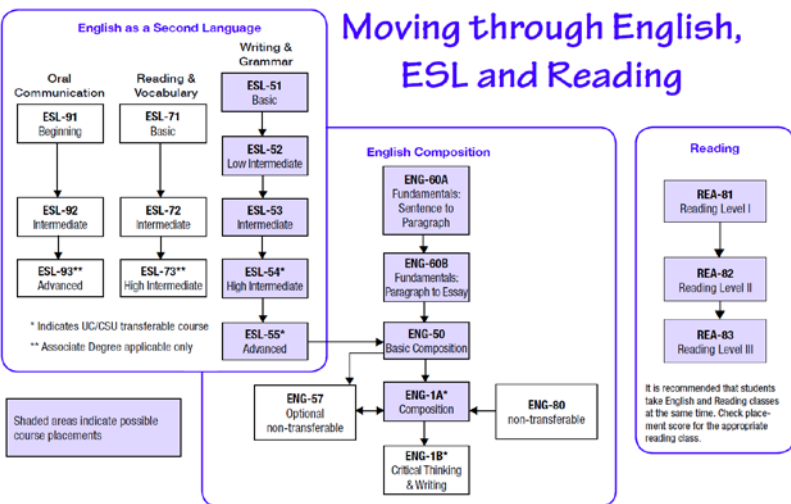 Moving through English,
ESL and Reading
English as a Second Language
Oral
Communication
ESL-91
Beginning
ESL-92
Intermediate
ESL-93**
Advanced
Reading &
Vocabulary
ESL-71
Basic
ESL-72
Intermediate
ESL-73**
High Intermediate
Writing &
Grammar
ESL-51
Basic
ESL-52
Low Intermediate
ESL-53
Intermediate
ESL-54*
High Intermediate
ESL-55*
Advanced
* Indicates UC/CSU transferable course
** Associate Degree applicable only
Shaded areas indicate possible
course placements
English Composition
ENG-60A
Fundamentals:
Sentence to
Paragraph
ENG-60B
Fundamentals:
Paragraph to Essay
ENG-50
Basic Composition
ENG-57
Optional
non-transferable
ENG-1A*
Composition
ENG-80
non-transferable
ENG-1B*
Critical Thinking
& Writing
Reading
REA-81
Reading Level I
REA-82
Reading Level II
REA-83
Reading Level III
It is recommended that students
take English and Reading classes
at the same time. Check place-
ment score for the appropriate
reading class.